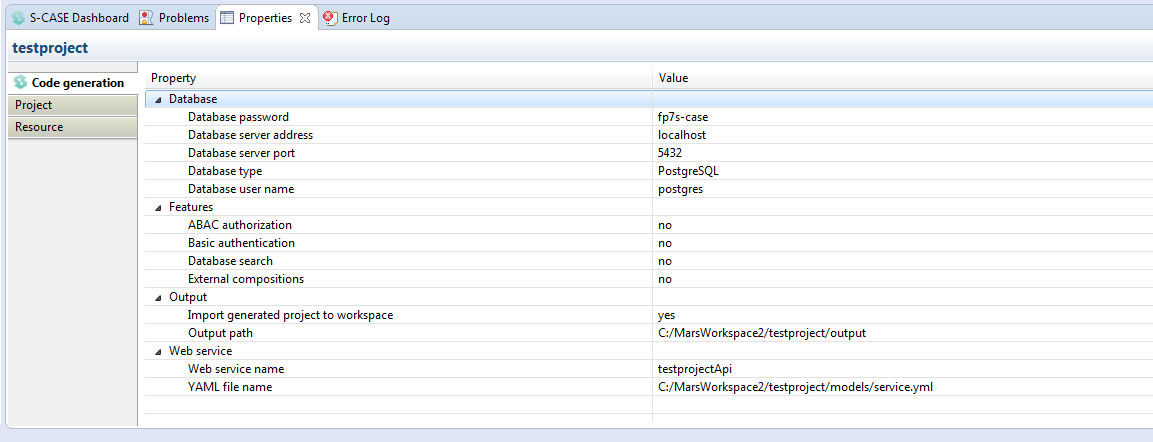 S-CASE Dashboard Problems Properties Error Log
testproject
Code generation
Project
Resource
Property Value
Database
Database password fp7s-case
Database server address localhost
Database server port 5432
Database type PostgreSQL
Database user name postgres
Features
ABAC authorization no
Basic authentication no
Database search no
External compositions no
Output
Import generated project to workspace yes
Output path C:/MarsWorkspace2/testproject/output
Web service
Web service name testprojectApi
YAML file name C:/MarsWorkspace2/testproject/models/service.yml